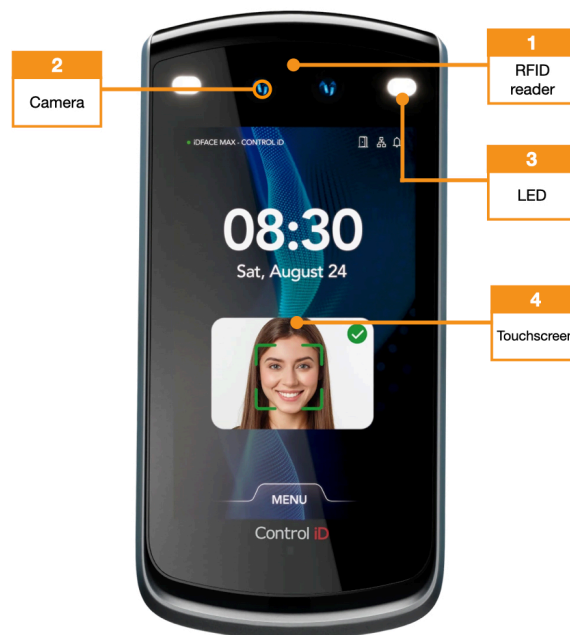 1
RFID
reader
2
Camera
3
LED
iDFACE MAX - CONTROL iD
08:30
Sat, August 24
4
Touchscreen
MENU
Control iD